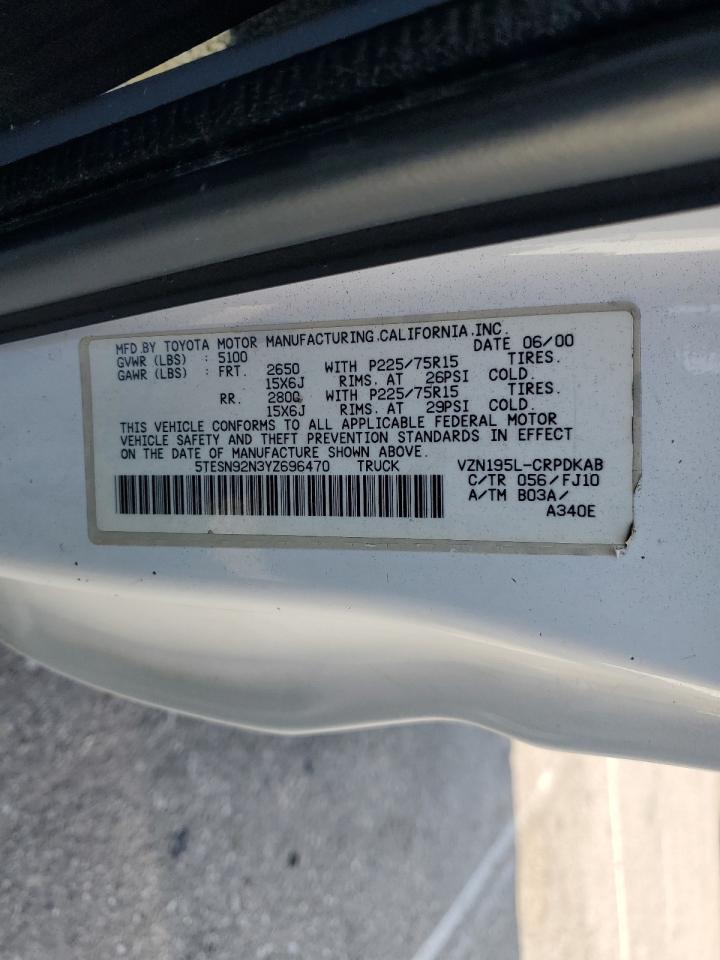 MFD.BY TOYOTA MOTOR MANUFACTURING.CALIFORNIA.INC. DATE 06/00
GVWR (LBS) : 5100
GAWR (LBS) : FRT. 2650 WITH P225/75R15 TIRES.
15X6J RIMS. AT 26PSI COLD.
RR. 2800 WITH P225/75R15 TIRES.
15X6J RIMS. AT 29PSI COLD.
THIS VEHICLE CONFORMS TO ALL APPLICABLE FEDERAL MOTOR
VEHICLE SAFETY AND THEFT PREVENTION STANDARDS IN EFFECT
ON THE DATE OF MANUFACTURE SHOWN ABOVE.
5TESN92N3YZ696470 TRUCK VZN195L-CRPDKAB
C/TR 056/FJ10
A/TM B03A/
A340E